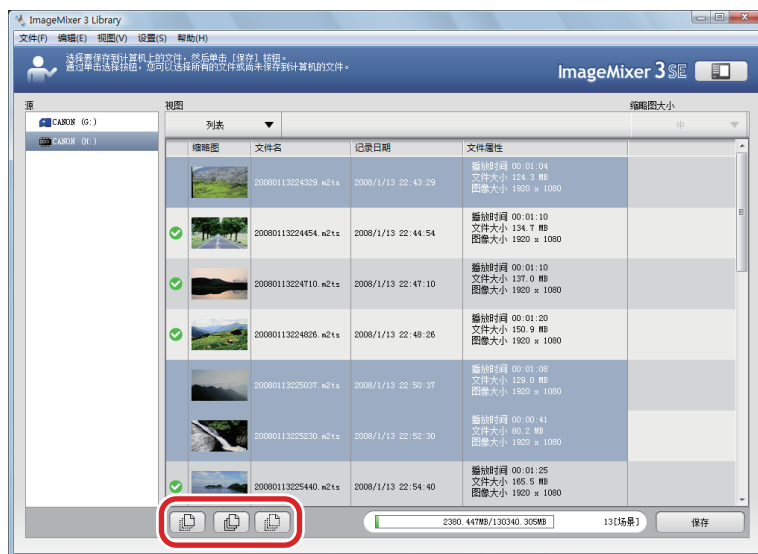 ImageMixer 3 Library
文件(F) 编辑(E) 视图(V) 设置(S) 帮助(H)
选择要保存到计算机上的文件，然后单击［保存］按钮。
通过单击选择按钮，您可以选择所有的文件或尚未保存到计算机的文件。
ImageMixer 3 SE
源 视图 缩略图大小
CANON (G:) 列表 中
CANON (H:)
缩略图 文件名 记录日期 文件属性
播放时间 00:01:04
20080113224329.m2ts 2008/1/13 22:43:29 文件大小 124.3 MB
图像大小 1920 x 1080
播放时间 00:01:10
20080113224454.m2ts 2008/1/13 22:44:54 文件大小 134.7 MB
图像大小 1920 x 1080
播放时间 00:01:10
20080113224710.m2ts 2008/1/13 22:47:10 文件大小 137.0 MB
图像大小 1920 x 1080
播放时间 00:01:20
20080113224826.m2ts 2008/1/13 22:48:26 文件大小 150.9 MB
图像大小 1920 x 1080
播放时间 00:01:08
20080113225037.m2ts 2008/1/13 22:50:37 文件大小 129.0 MB
图像大小 1920 x 1080
播放时间 00:00:41
20080113225230.m2ts 2008/1/13 22:52:30 文件大小 80.2 MB
图像大小 1920 x 1080
播放时间 00:01:25
20080113225440.m2ts 2008/1/13 22:54:40 文件大小 165.5 MB
图像大小 1920 x 1080
2380.447MB/130340.305MB 13[场景] 保存